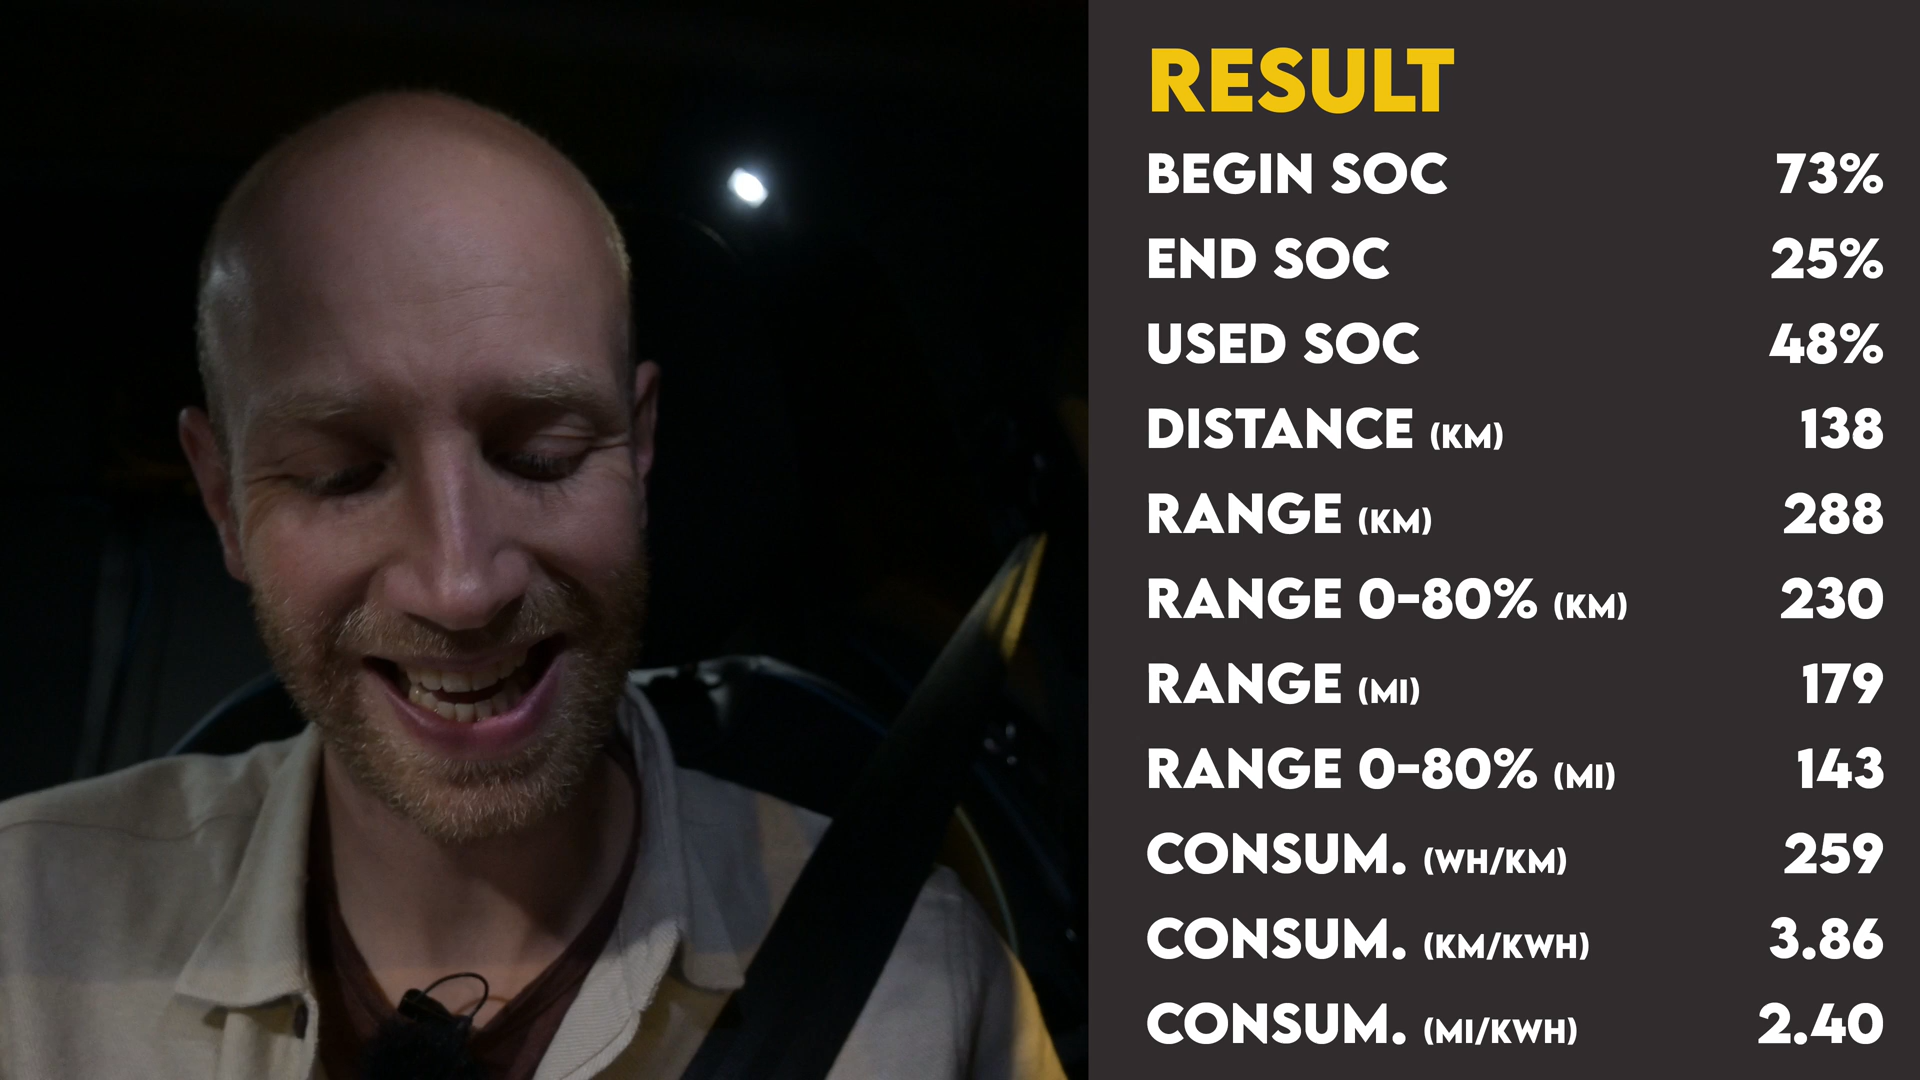 RESULT
BEGIN SOC 73%
END SOC 25%
USED SOC 48%
DISTANCE (KM) 138
RANGE (KM) 288
RANGE 0-80% (KM) 230
RANGE (MI) 179
RANGE 0-80% (MI) 143
CONSUM. (WH/KM) 259
CONSUM. (KM/KWH) 3.86
CONSUM. (MI/KWH) 2.40